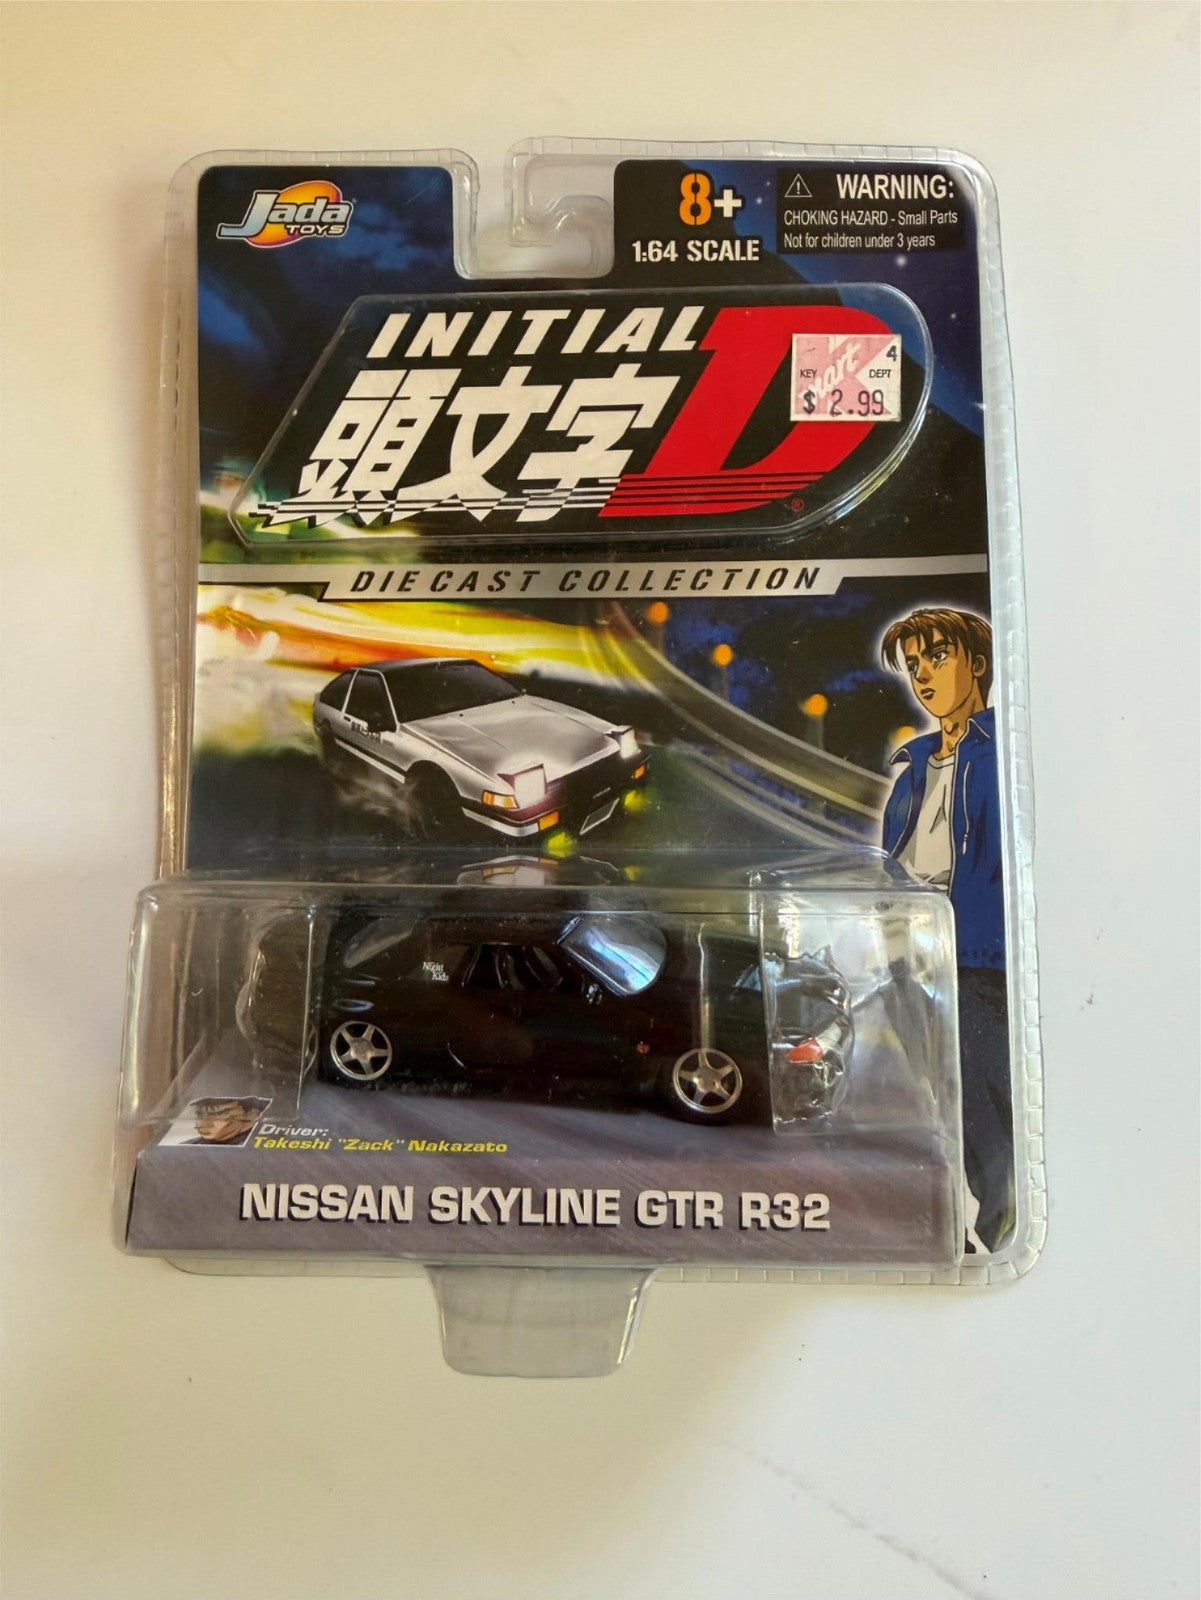 Jada
TOYS
8+
1:64 SCALE
WARNING:
CHOKING HAZARD - Small Parts
Not for children under 3 years
INITIAL D
頭文字
®
Kmart
4
KEY DEPT
$ 2.99
DIE CAST COLLECTION
Night
Kids
Driver:
Takeshi "Zack" Nakazato
NISSAN SKYLINE GTR R32